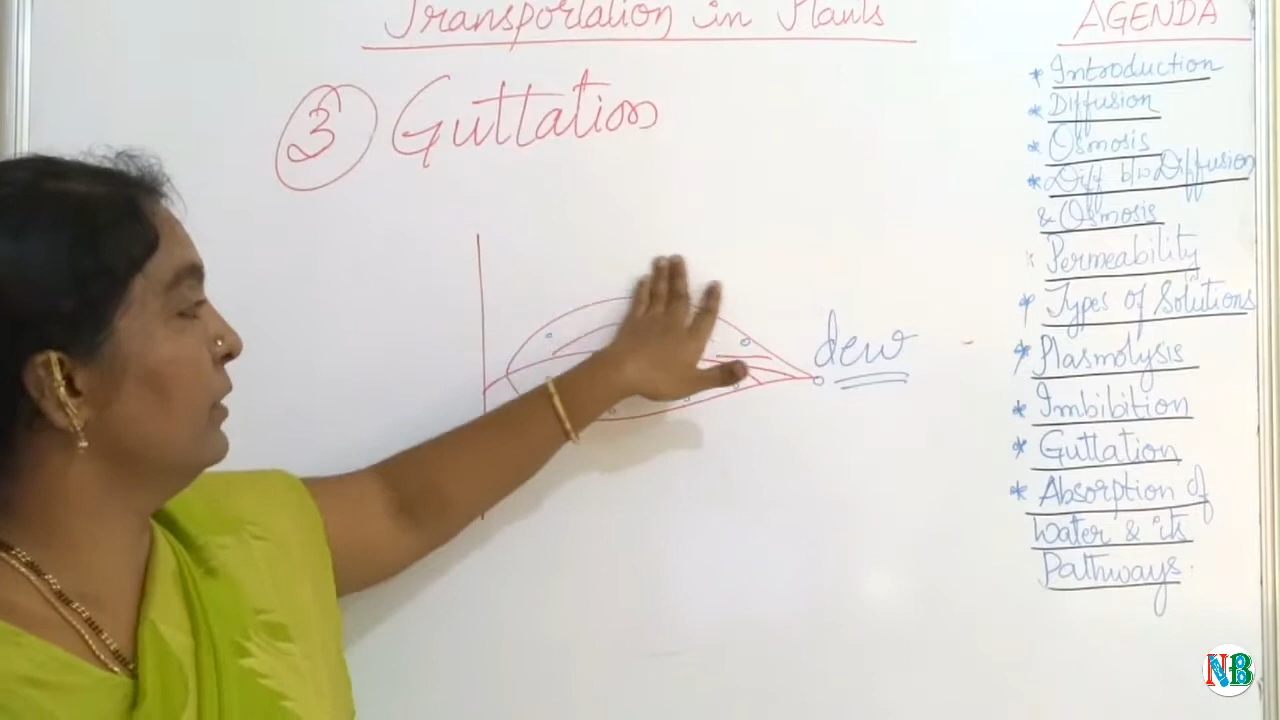 Transportation in Plants
③ Guttation
dew
AGENDA
* Introduction
* Diffusion
* Osmosis
* Diff b/w Diffusion
& Osmosis
* Permeability
* Types of Solutions
* Plasmolysis
* Imbibition
* Guttation
* Absorption of
Water & its
Pathways.
NB